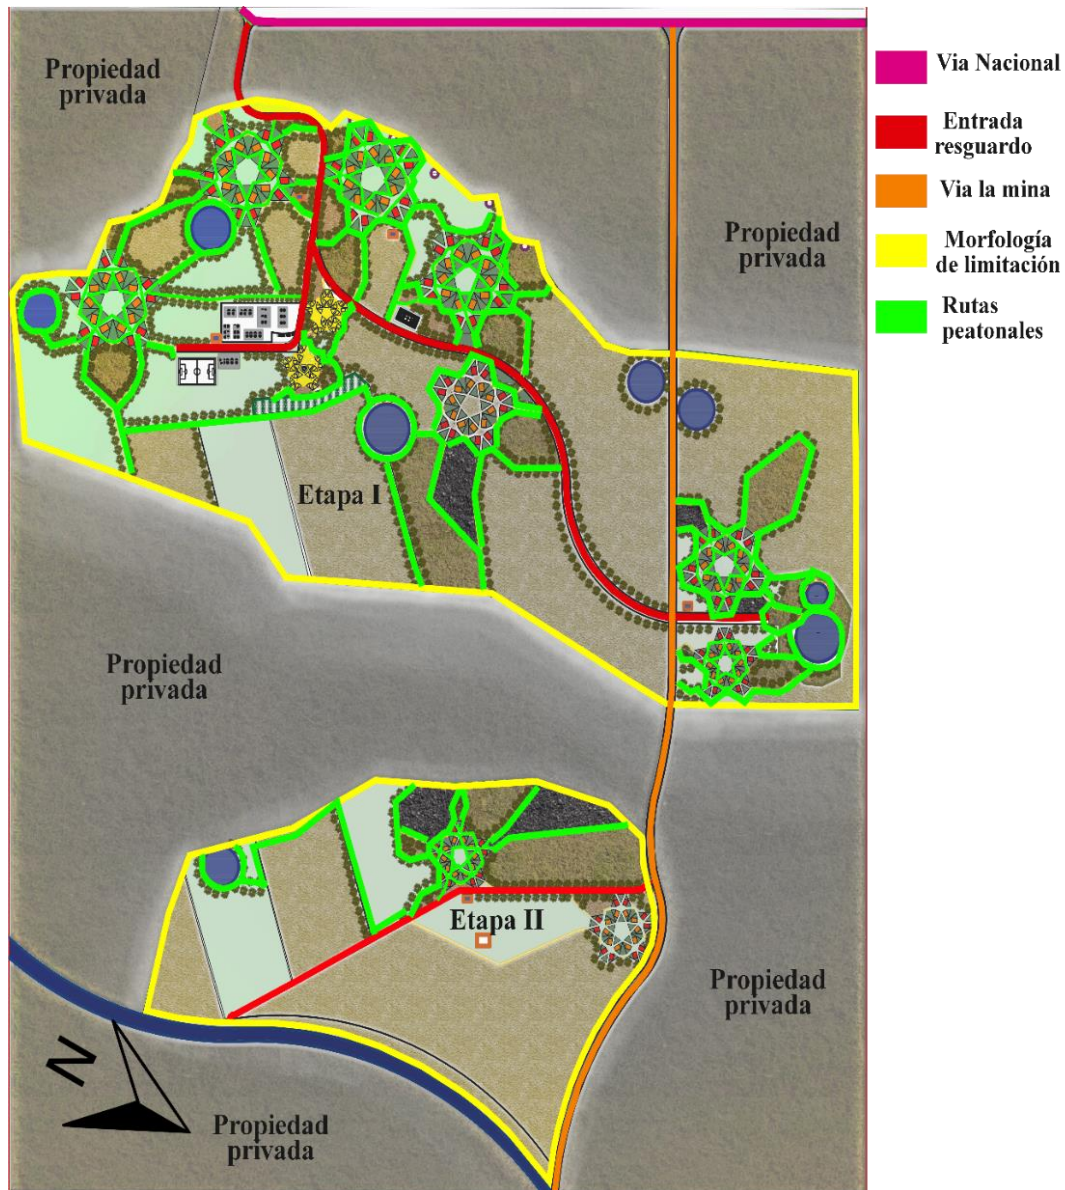 Propiedad
privada
Propiedad
privada
Etapa I
Propiedad
privada
Etapa II
Propiedad
privada
N
Propiedad
privada
Via Nacional
Entrada
resguardo
Via la mina
Morfología
de limitación
Rutas
peatonales